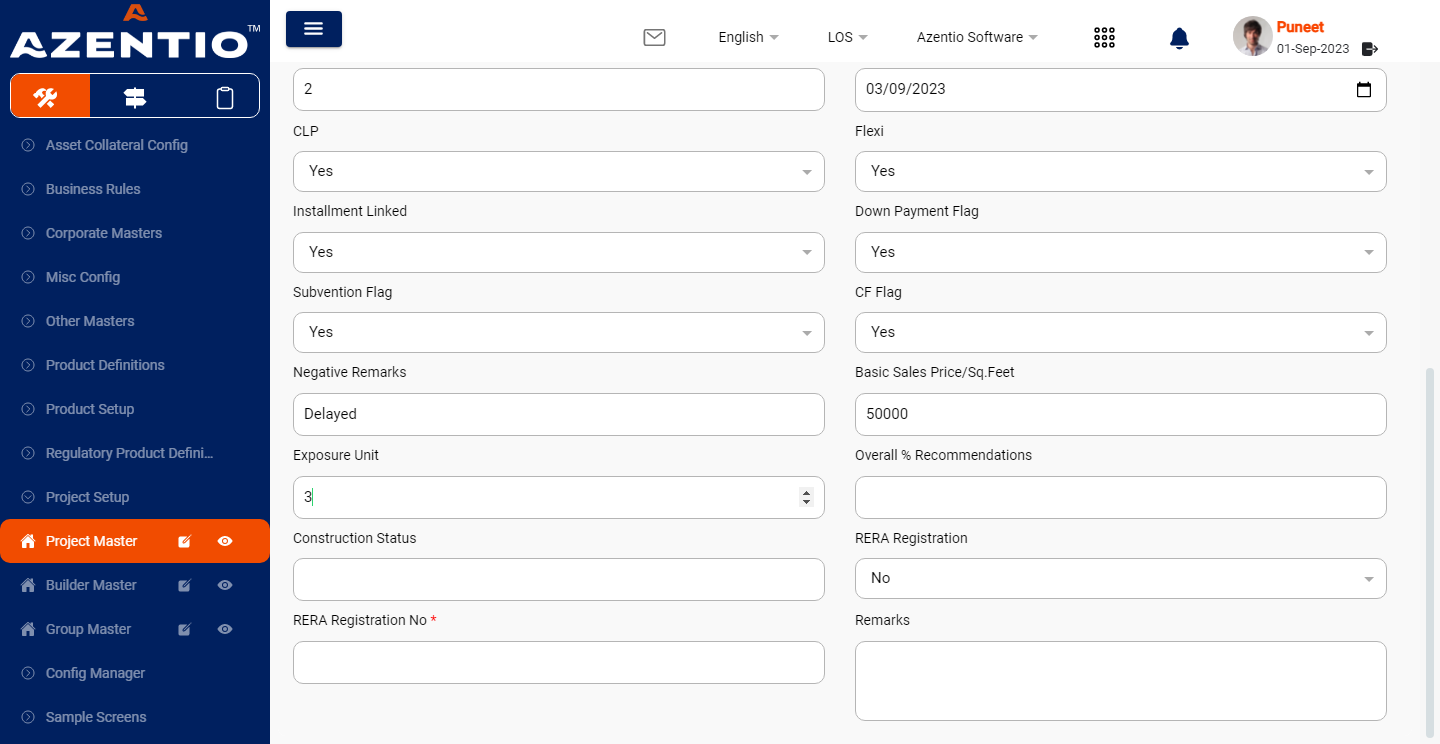 AZENTIO TM
English
LOS
Azentio Software
Puneet
01-Sep-2023
Asset Collateral Config
Business Rules
Corporate Masters
Misc Config
Other Masters
Product Definitions
Product Setup
Regulatory Product Defini...
Project Setup
Project Master
Builder Master
Group Master
Config Manager
Sample Screens
2
03/09/2023
CLP
Flexi
Yes
Yes
Installment Linked
Down Payment Flag
Yes
Yes
Subvention Flag
CF Flag
Yes
Yes
Negative Remarks
Basic Sales Price/Sq.Feet
Delayed
50000
Exposure Unit
Overall % Recommendations
3
Construction Status
RERA Registration
No
RERA Registration No *
Remarks